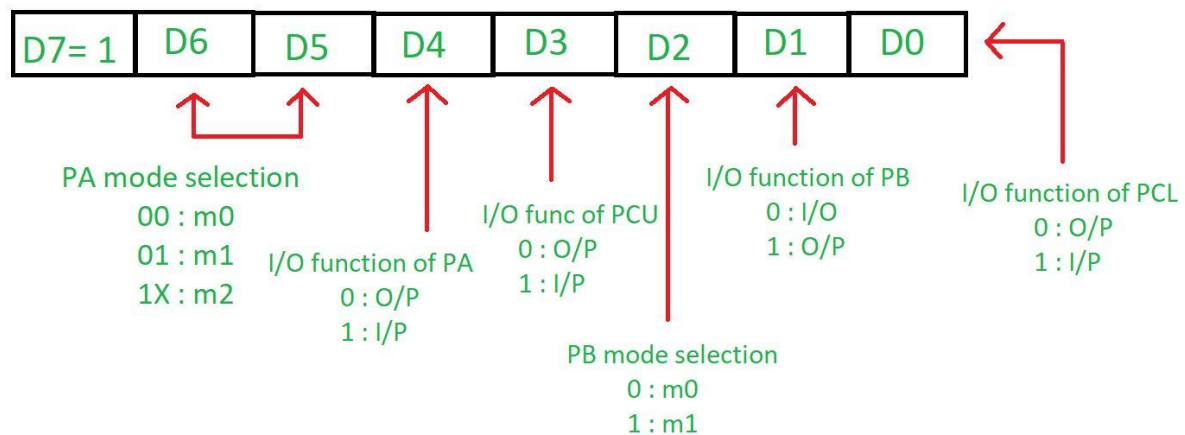 D7= 1 D6 D5 D4 D3 D2 D1 D0
PA mode selection
00 : m0
01 : m1
1X : m2
I/O function of PA
0 : O/P
1 : I/P
I/O func of PCU
0 : O/P
1 : I/P
PB mode selection
0 : m0
1 : m1
I/O function of PB
0 : I/O
1 : O/P
I/O function of PCL
0 : O/P
1 : I/P